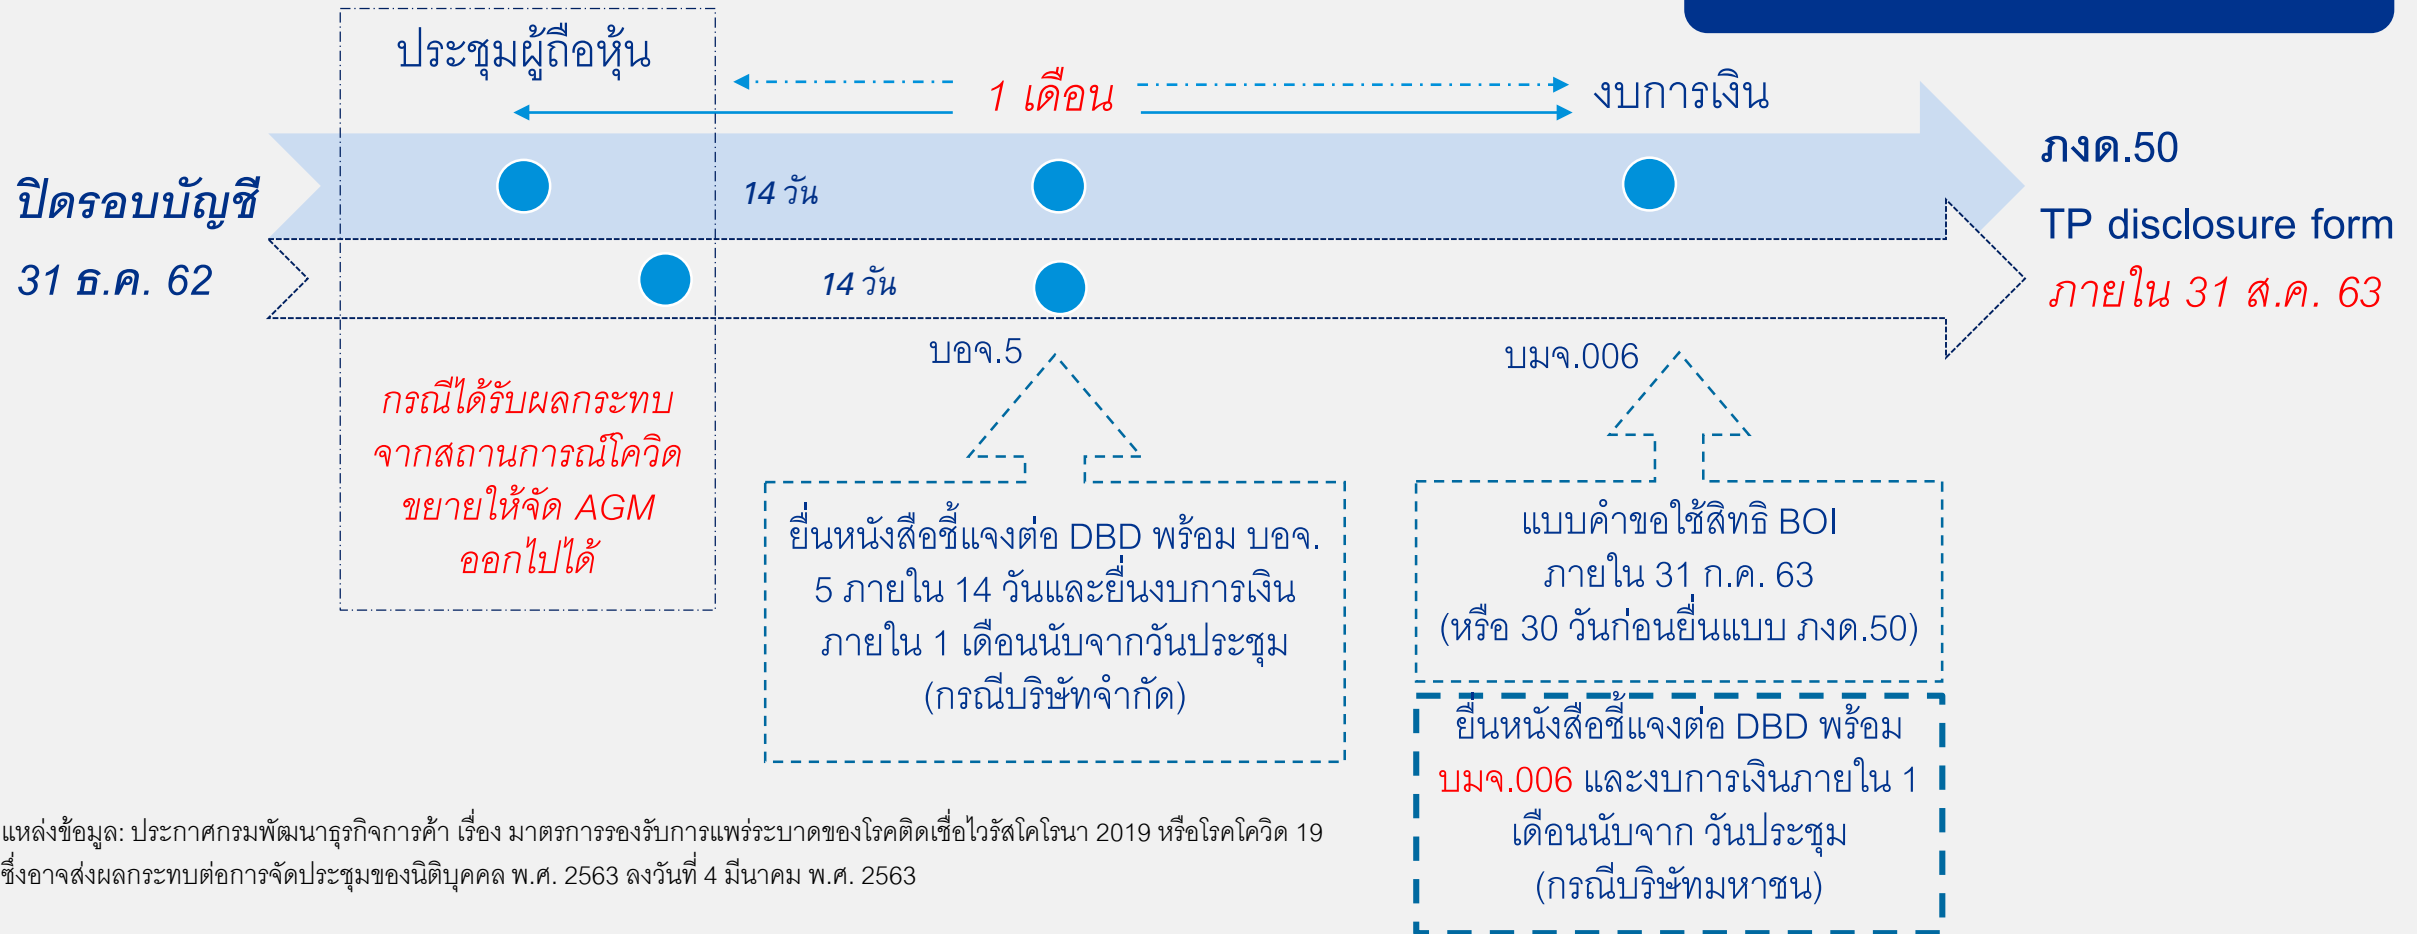 ประชุมผู้ถือหุ้น
1 เดือน
งบการเงิน
ปิดรอบบัญชี
31 ธ.ค. 62
14 วัน
14 วัน
ภงด.50
TP disclosure form
ภายใน 31 ส.ค. 63
กรณีได้รับผลกระทบ
จากสถานการณ์โควิด
ขยายให้จัด AGM
ออกไปได้
บอจ.5
ยื่นหนังสือชี้แจงต่อ DBD พร้อม บอจ.
5 ภายใน 14 วันและยื่นงบการเงิน
ภายใน 1 เดือนนับจากวันประชุม
(กรณีบริษัทจำกัด)
บมจ.006
แบบคำขอใช้สิทธิ BOI
ภายใน 31 ก.ค. 63
(หรือ 30 วันก่อนยื่นแบบ ภงด.50)
ยื่นหนังสือชี้แจงต่อ DBD พร้อม
บมจ.006 และงบการเงินภายใน 1
เดือนนับจาก วันประชุม
(กรณีบริษัทมหาชน)
แหล่งข้อมูล: ประกาศกรมพัฒนาธุรกิจการค้า เรื่อง มาตรการรองรับการแพร่ระบาดของโรคติดเชื่อไวรัสโคโรนา 2019 หรือโรคโควิด 19
ซึ่งอาจส่งผลกระทบต่อการจัดประชุมของนิติบุคคล พ.ศ. 2563 ลงวันที่ 4 มีนาคม พ.ศ. 2563